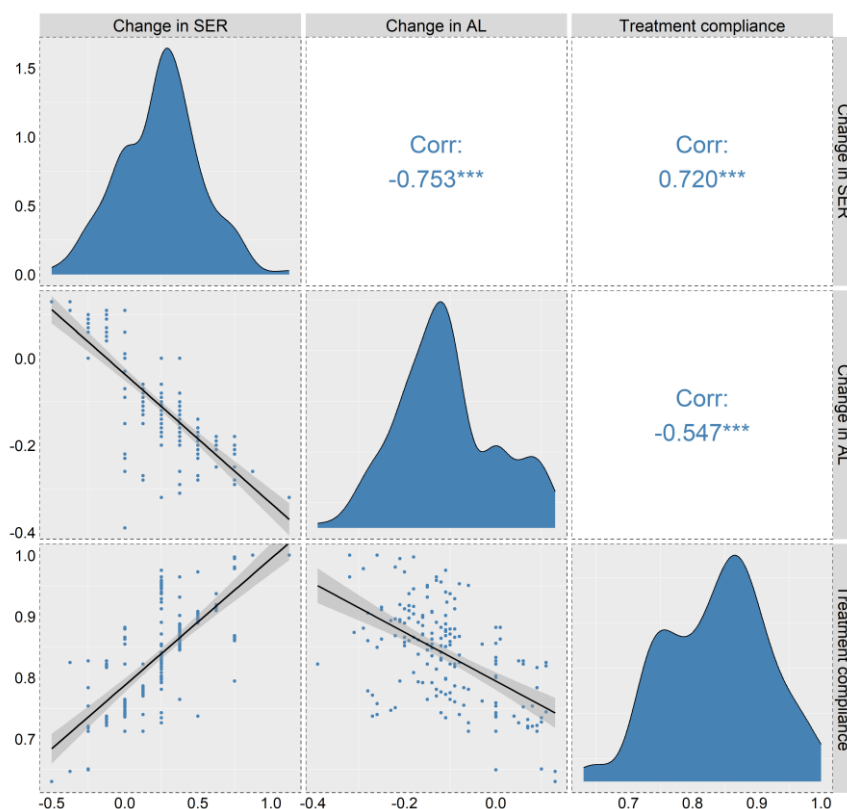 Change in SER Change in AL Treatment compliance
1.5
1.0
0.5
0.0
Corr:
-0.753***
Corr:
0.720***
Change in SER
0.0
-0.2
-0.4
Corr:
-0.547***
Change in AL
1.0
0.9
0.8
0.7
Treatment compliance
-0.5 0.0 0.5 1.0 -0.4 -0.2 0.0 0.7 0.8 0.9 1.0